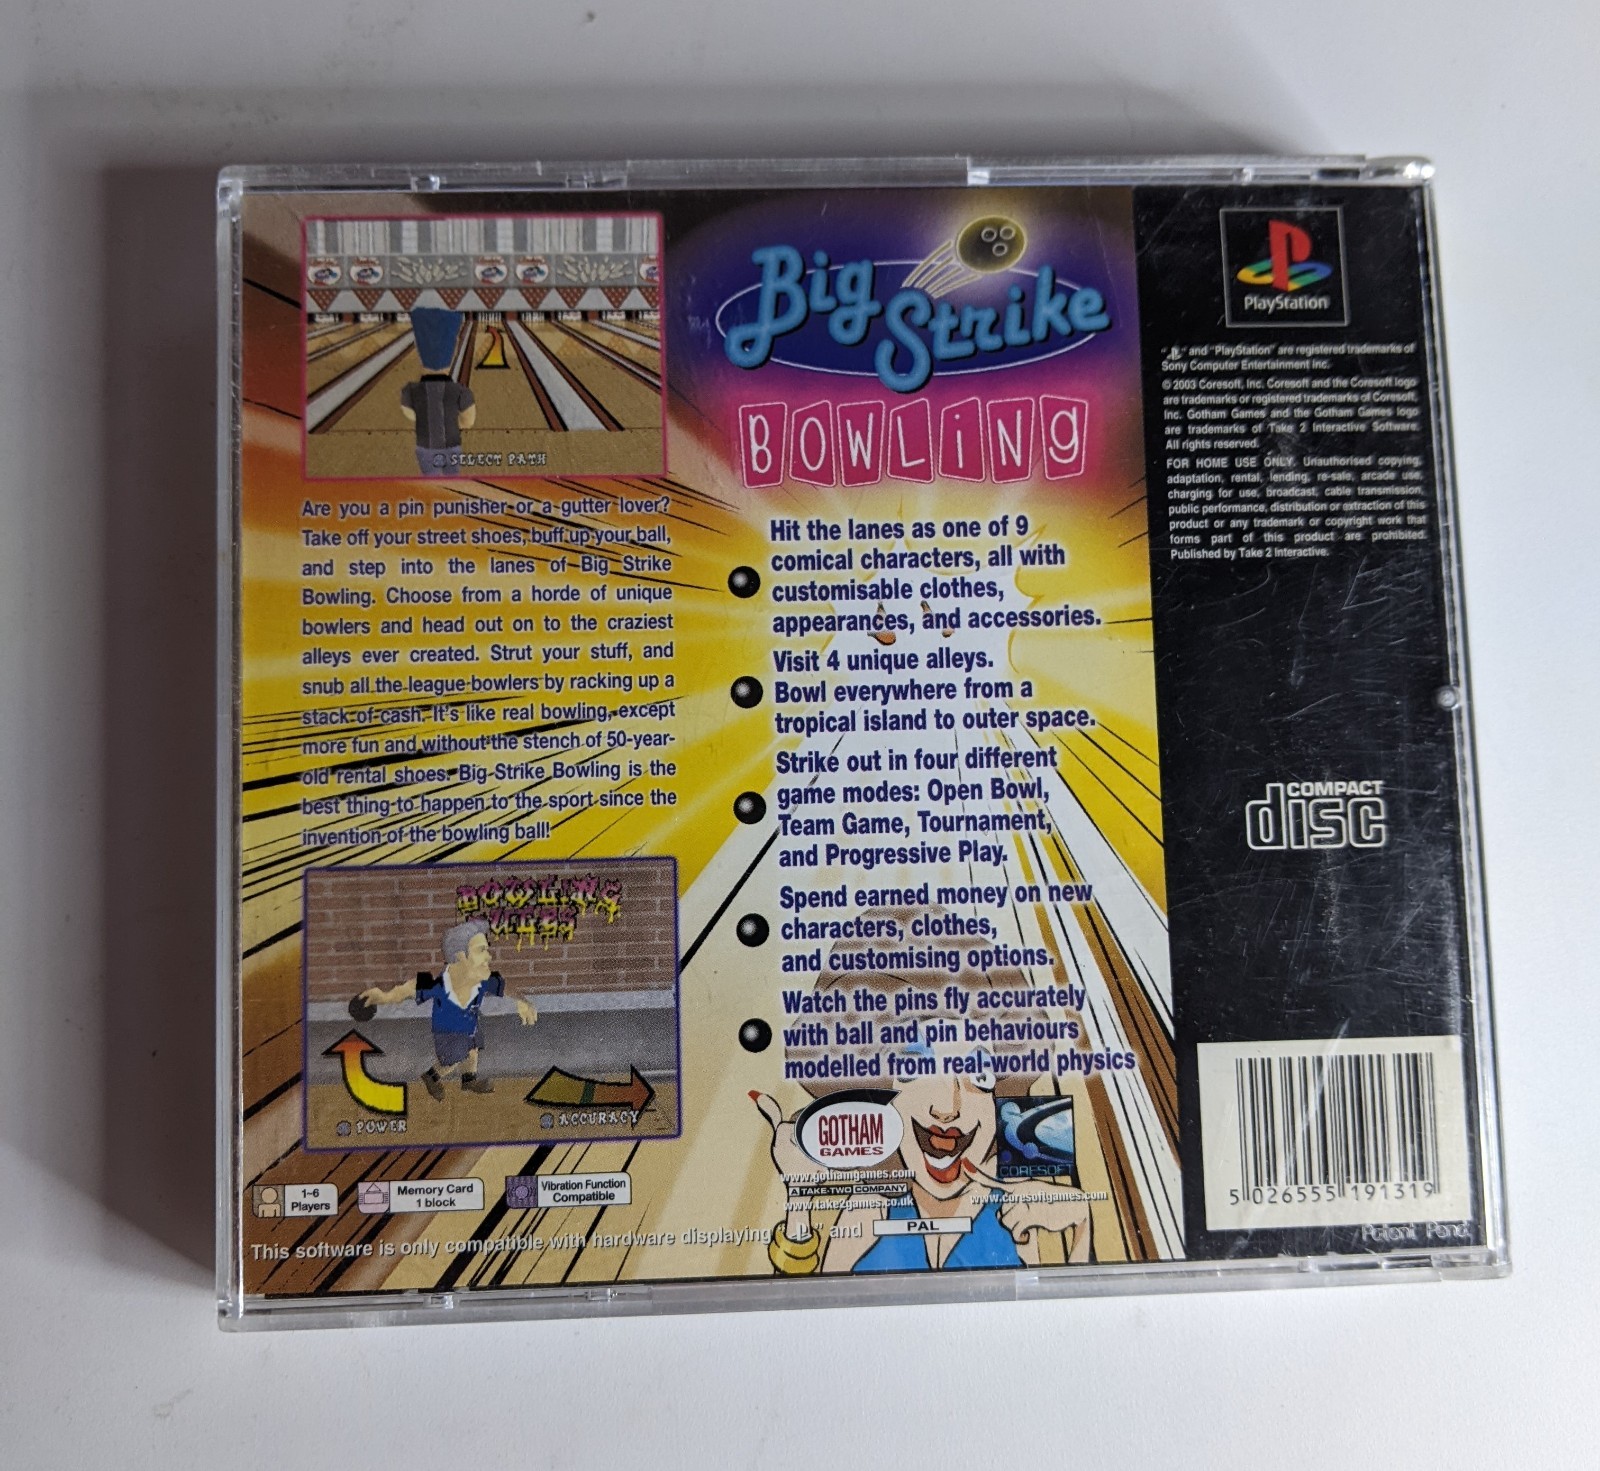 SELECT PATH
Are you a pin punisher or a gutter lover?
Take off your street shoes, buff up your ball,
and step into the lanes of Big Strike
Bowling. Choose from a horde of unique
bowlers and head out on to the craziest
alleys ever created. Strut your stuff, and
snub all the league bowlers by racking up a
stack of cash. It's like real bowling, except
more fun and without the stench of 50-year-
old rental shoes. Big Strike Bowling is the
best thing to happen to the sport since the
invention of the bowling ball!
BOWLING
POWER
ACCURACY
Big Strike
BOWLiNg
Hit the lanes as one of 9
comical characters, all with
customisable clothes,
appearances, and accessories.
Visit 4 unique alleys.
Bowl everywhere from a
tropical island to outer space.
Strike out in four different
game modes: Open Bowl,
Team Game, Tournament,
and Progressive Play.
Spend earned money on new
characters, clothes,
and customising options.
Watch the pins fly accurately
with ball and pin behaviours
modelled from real-world physics
GOTHAM
GAMES
www.gothamgames.com
A TAKE-TWO COMPANY
www.take2games.co.uk
CORESOFT
www.coresoftgames.com
1-6
Players
Memory Card
1 block
Vibration Function
Compatible
This software is only compatible with hardware displaying " " and PAL
PlayStation
" " and "PlayStation" are registered trademarks of
Sony Computer Entertainment Inc.
© 2003 Coresoft, Inc. Coresoft and the Coresoft logo
are trademarks or registered trademarks of Coresoft,
Inc. Gotham Games and the Gotham Games logo
are trademarks of Take 2 Interactive Software.
All rights reserved.
FOR HOME USE ONLY. Unauthorised copying,
adaptation, rental, lending, re-sale, arcade use,
charging for use, broadcast, cable transmission,
public performance, distribution or extraction of this
product or any trademark or copyright work that
forms part of this product are prohibited.
Published by Take 2 Interactive.
COMPACT
disc
5 026555 191319
Patent Pend